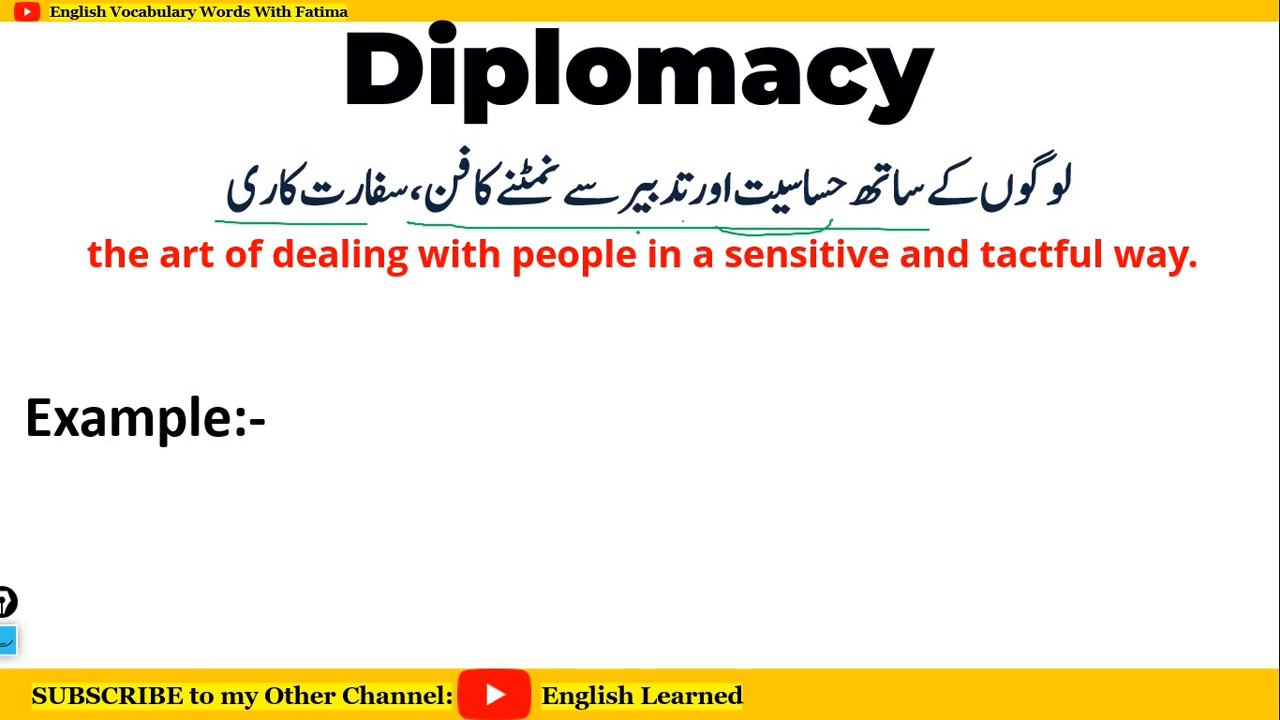 English Vocabulary Words With Fatima
Diplomacy
لوگوں کے ساتھ حساسیت اور تدبیر سے نمٹنے کا فن، سفارت کاری
the art of dealing with people in a sensitive and tactful way.
Example:-
SUBSCRIBE to my Other Channel: English Learned